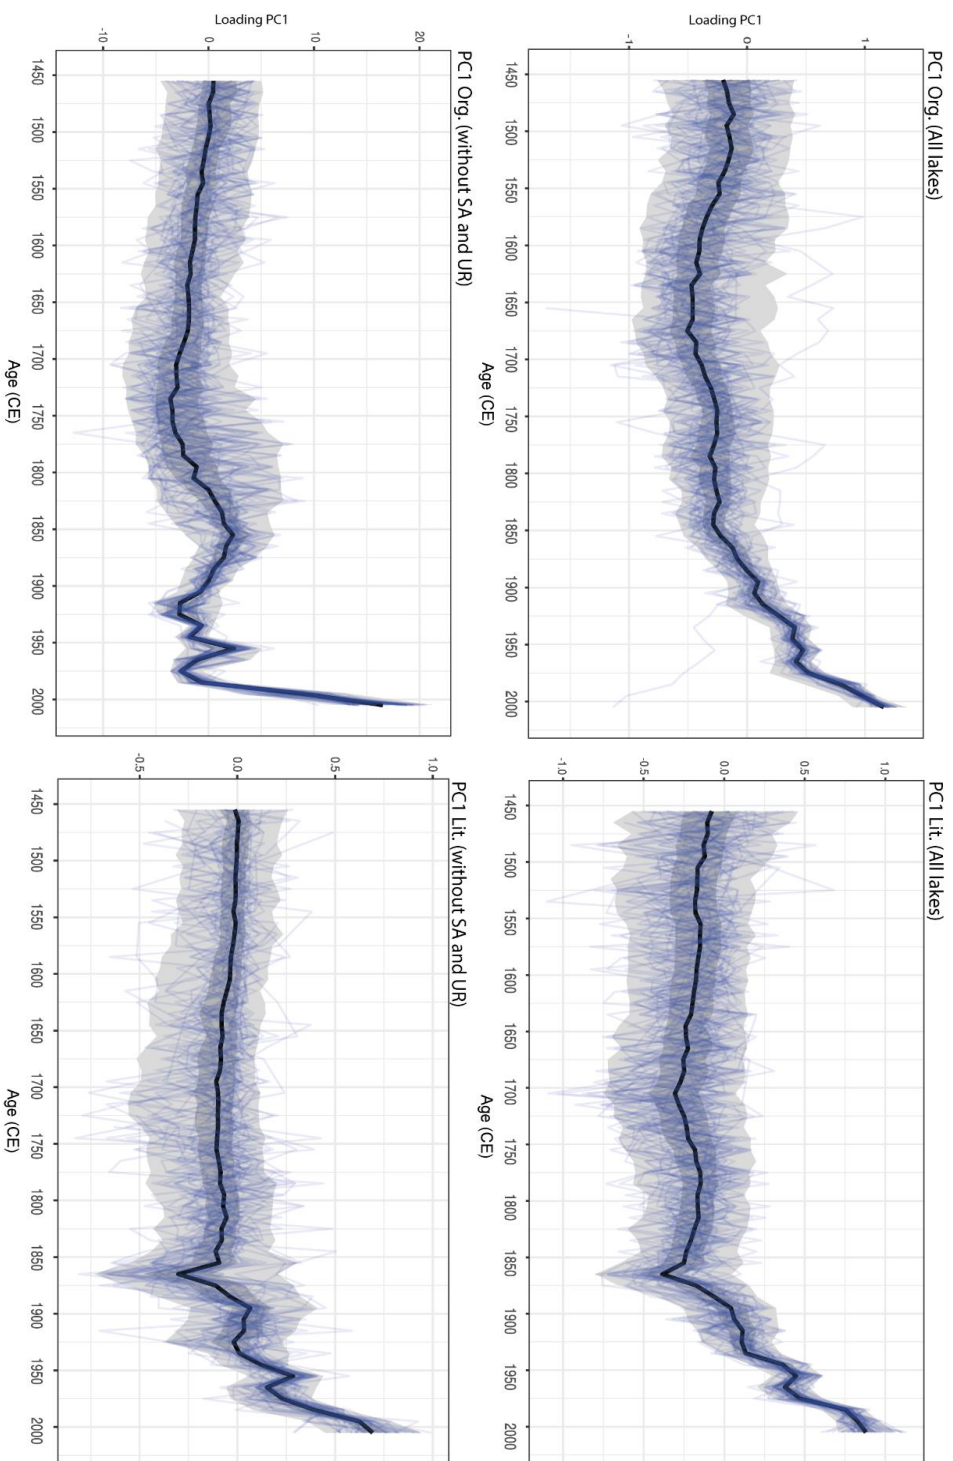 PC1 Org. (All lakes)
Loading PC1
1
0
-1
1450 1500 1550 1600 1650 1700 1750 1800 1850 1900 1950 2000
Age (CE)
PC1 Lit. (All lakes)
1.0
0.5
0.0
-0.5
-1.0
1450 1500 1550 1600 1650 1700 1750 1800 1850 1900 1950 2000
Age (CE)
PC1 Org. (without SA and UR)
Loading PC1
20
10
0
-10
1450 1500 1550 1600 1650 1700 1750 1800 1850 1900 1950 2000
Age (CE)
PC1 Lit. (without SA and UR)
1.0
0.5
0.0
-0.5
1450 1500 1550 1600 1650 1700 1750 1800 1850 1900 1950 2000
Age (CE)